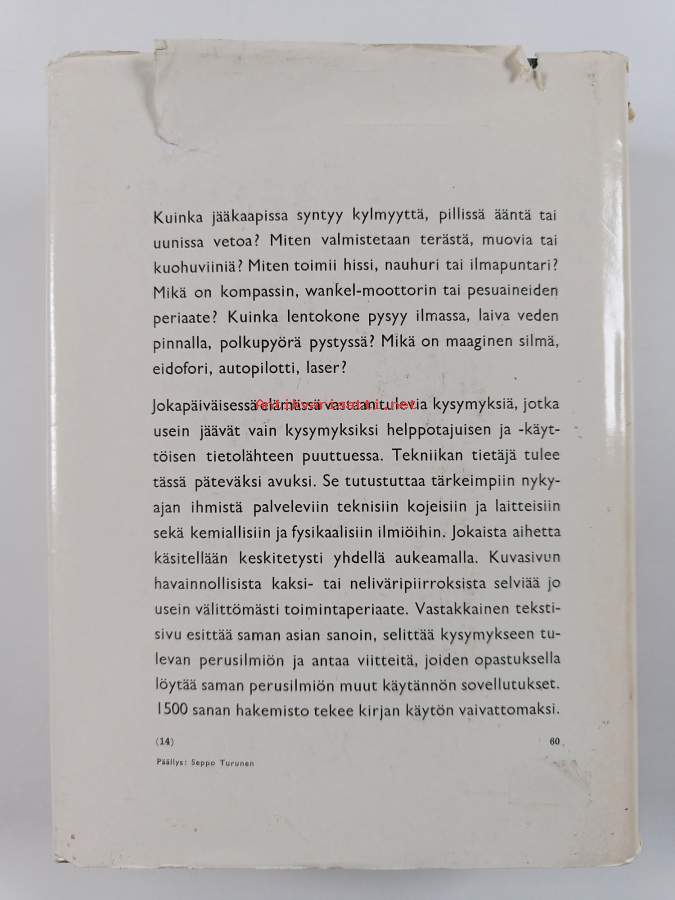 Kuinka jääkaapissa syntyy kylmyyttä, pillissä ääntä tai
uunissa vetoa? Miten valmistetaan terästä, muovia tai
kuohuviiniä? Miten toimii hissi, nauhuri tai ilmapuntari?
Mikä on kompassin, wankel-moottorin tai pesuaineiden
periaate? Kuinka lentokone pysyy ilmassa, laiva veden
pinnalla, polkupyörä pystyssä? Mikä on maaginen silmä,
eidofori, autopilotti, laser?
Jokapäiväisessä elämässä vastaantulevia kysymyksiä, jotka
usein jäävät vain kysymyksiksi helppotajuisen ja -käyt-
töisen tietolähteen puuttuessa. Tekniikan tietäjä tulee
tässä päteväksi avuksi. Se tutustuttaa tärkeimpiin nyky-
ajan ihmistä palveleviin teknisiin kojeisiin ja laitteisiin
sekä kemiallisiin ja fysikaalisiin ilmiöihin. Jokaista aihetta
käsitellään keskitetysti yhdellä aukeamalla. Kuvasivun
havainnollisista kaksi- tai neliväripiirroksista selviää jo
usein välittömästi toimintaperiaate. Vastakkainen teksti-
sivu esittää saman asian sanoin, selittää kysymykseen tu-
levan perusilmiön ja antaa viitteitä, joiden opastuksella
löytää saman perusilmiön muut käytännön sovellutukset.
1500 sanan hakemisto tekee kirjan käytön vaivattomaksi.
(14) 60
Päällys: Seppo Turunen